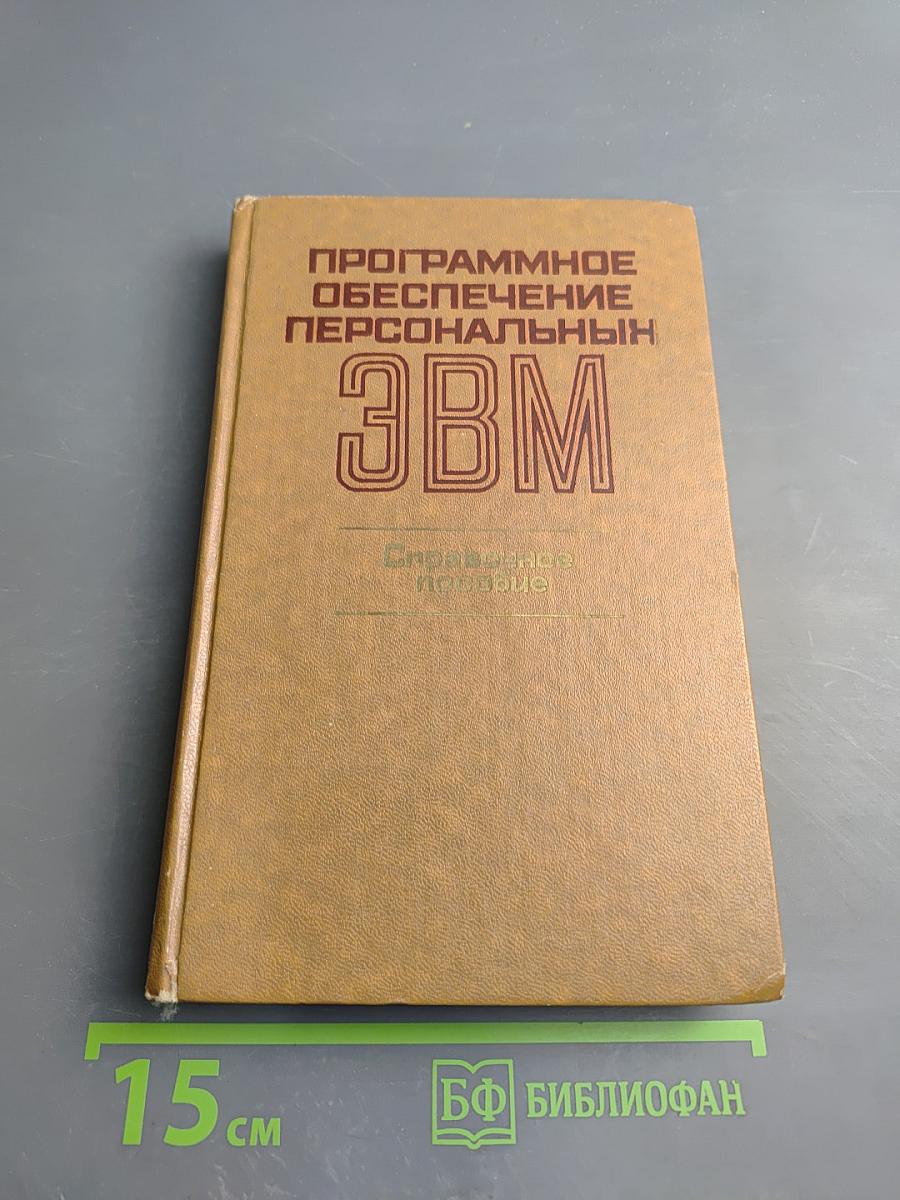 ПРОГРАММНОЕ
ОБЕСПЕЧЕНИЕ
ПЕРСОНАЛЬНЫХ
ЭВМ
Справочное
пособие
15 см
БФ БИБЛИОФАН